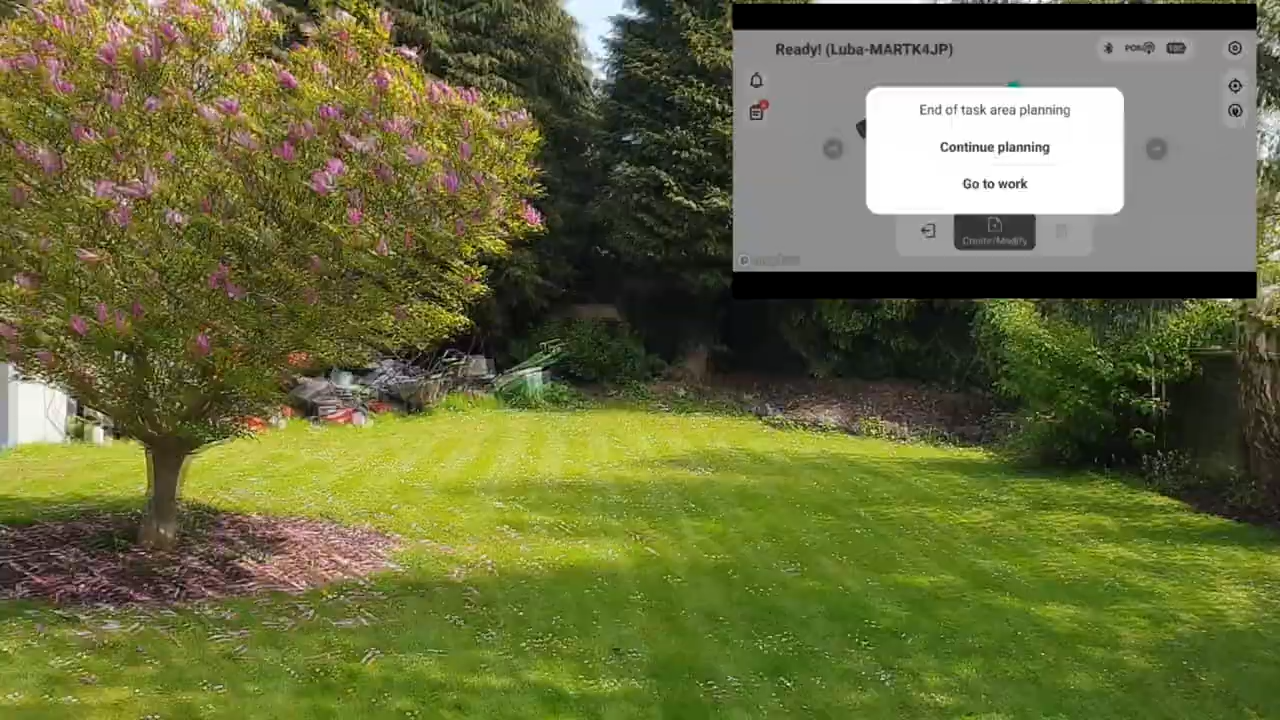 Ready! (Luba-MARTK4JP)
End of task area planning
Continue planning
Go to work
Create/Modify